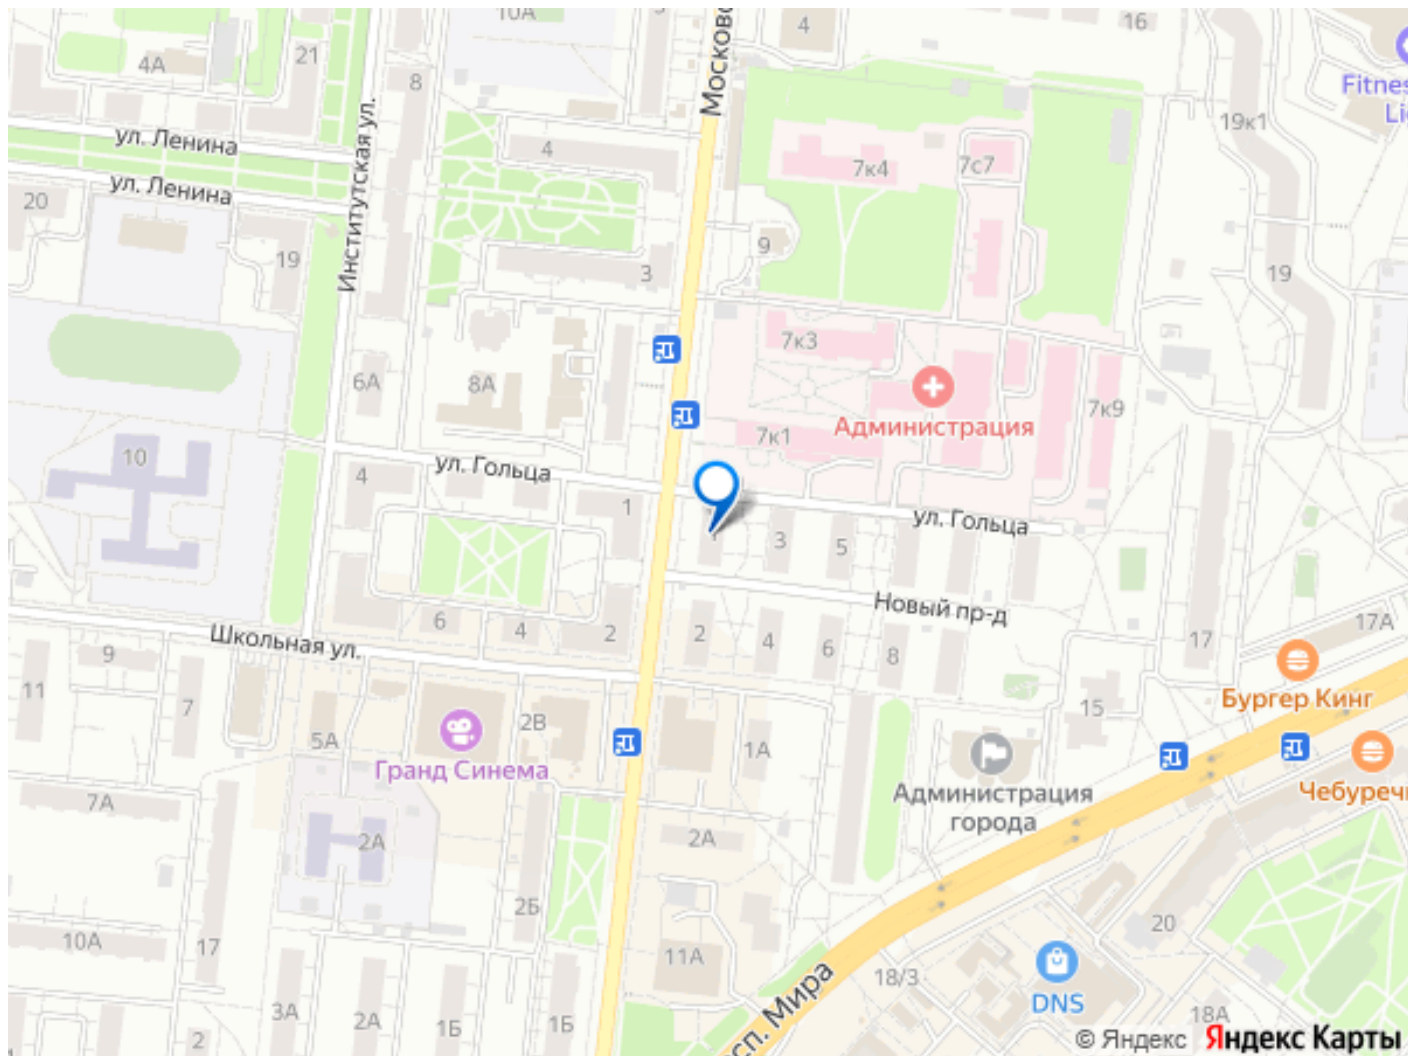 10А
Московс
4
16
4А
21
8
Fitnes
Li
19к1
ул. Ленина
Институтская ул.
4
7к4
7с7
ул. Ленина
20
9
19
3
19
7к3
6А
8А
7к9
Администрация
7к1
10
4
ул. Гольца
1
ул. Гольца
3
5
Новый пр-д
6
4
2
2
4
6
8
17
17А
Школьная ул.
9
11
7
Бургер Кинг
15
2В
5А
1А
Гранд Синема
Администрация
города
Чебуречн
7А
2А
2А
2Б
20
10А
17
11А
18/3
DNS
3А
2А
1Б
1Б
18А
2
сп. Мира
© Яндекс Яндекс Карты